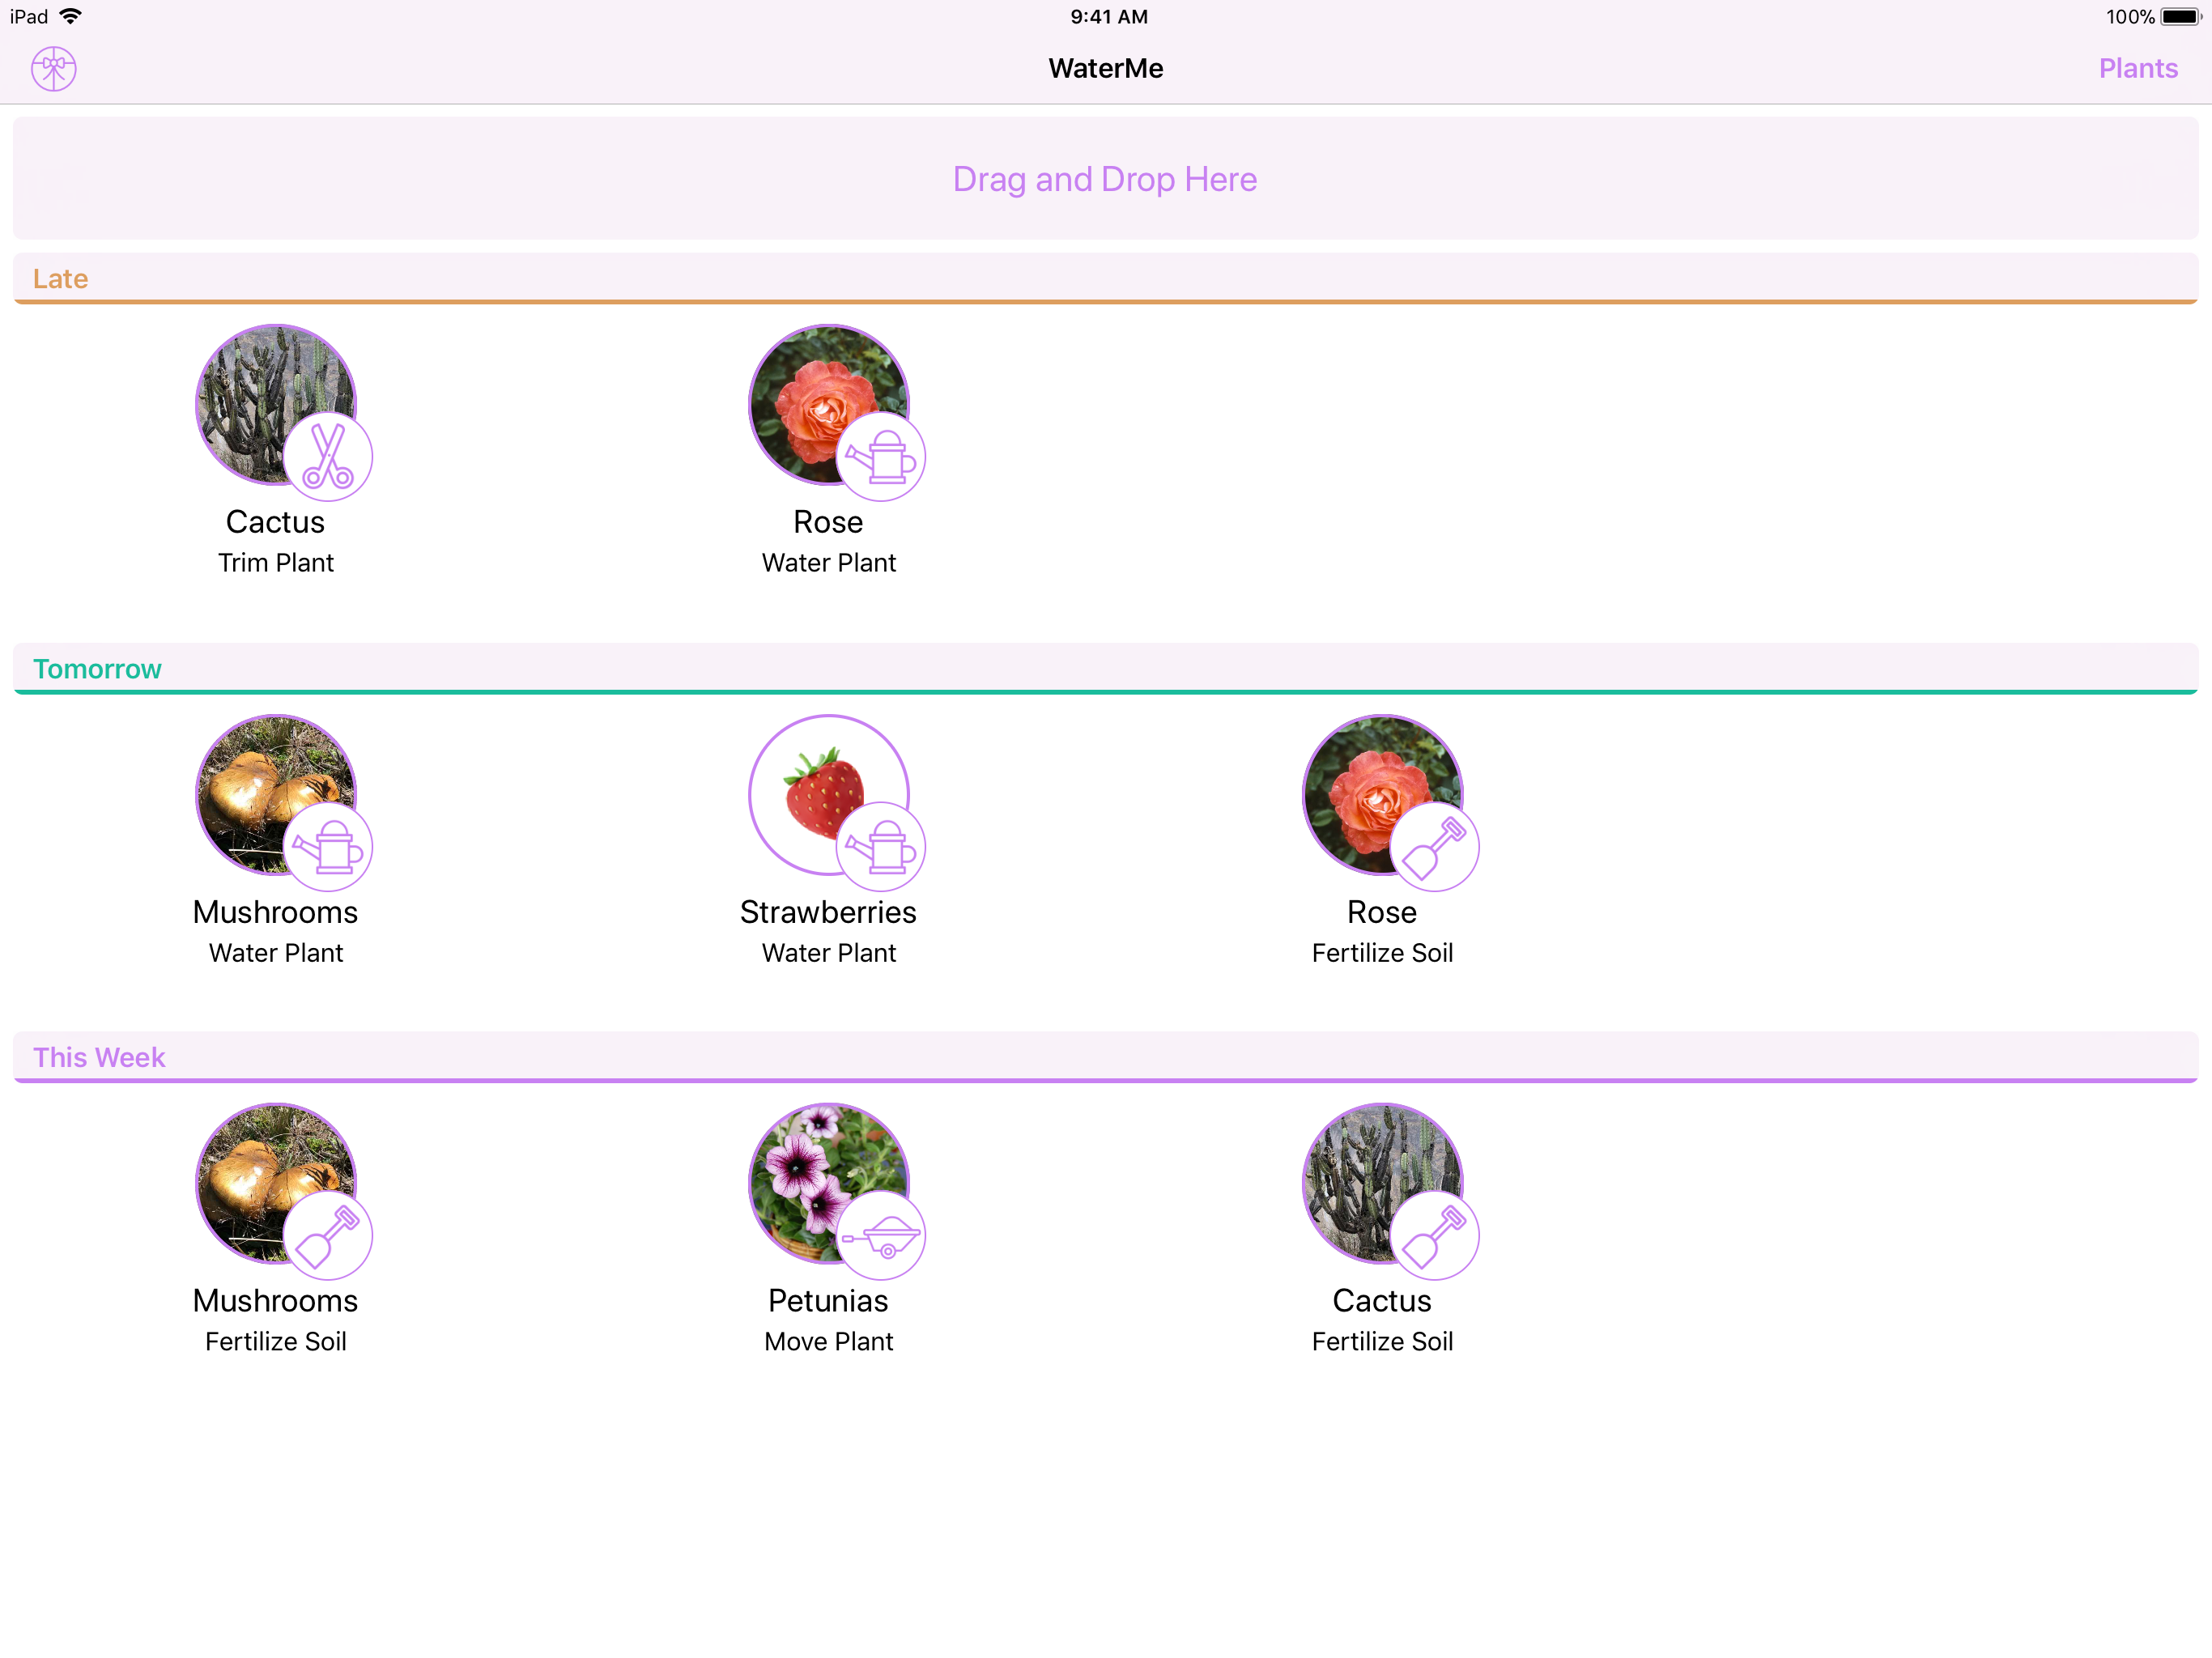 iPad 9:41 AM 100%
WaterMe Plants
Drag and Drop Here
Late
Cactus Rose
Trim Plant Water Plant
Tomorrow
Mushrooms Strawberries Rose
Water Plant Water Plant Fertilize Soil
This Week
Mushrooms Petunias Cactus
Fertilize Soil Move Plant Fertilize Soil